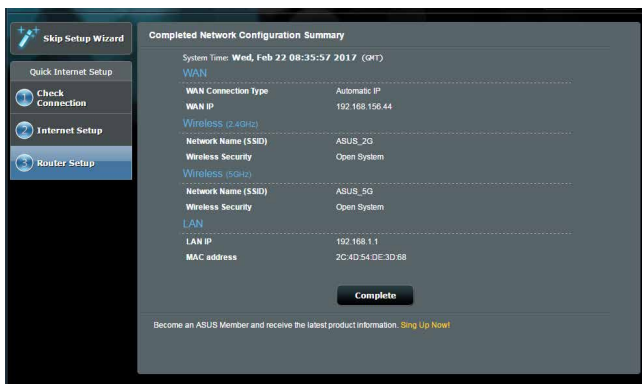 Skip Setup Wizard
Quick Internet Setup
1 Check Connection
2 Internet Setup
3 Router Setup
Completed Network Configuration Summary
System Time: Wed, Feb 22 08:35:57 2017 (GMT)
WAN
WAN Connection Type Automatic IP
WAN IP 192.168.156.44
Wireless (2.4GHz)
Network Name (SSID) ASUS_2G
Wireless Security Open System
Wireless (5GHz)
Network Name (SSID) ASUS_5G
Wireless Security Open System
LAN
LAN IP 192.168.1.1
MAC address 2C:4D:54:DE:3D:68
Complete
Become an ASUS Member and receive the latest product information. Sing Up Now!